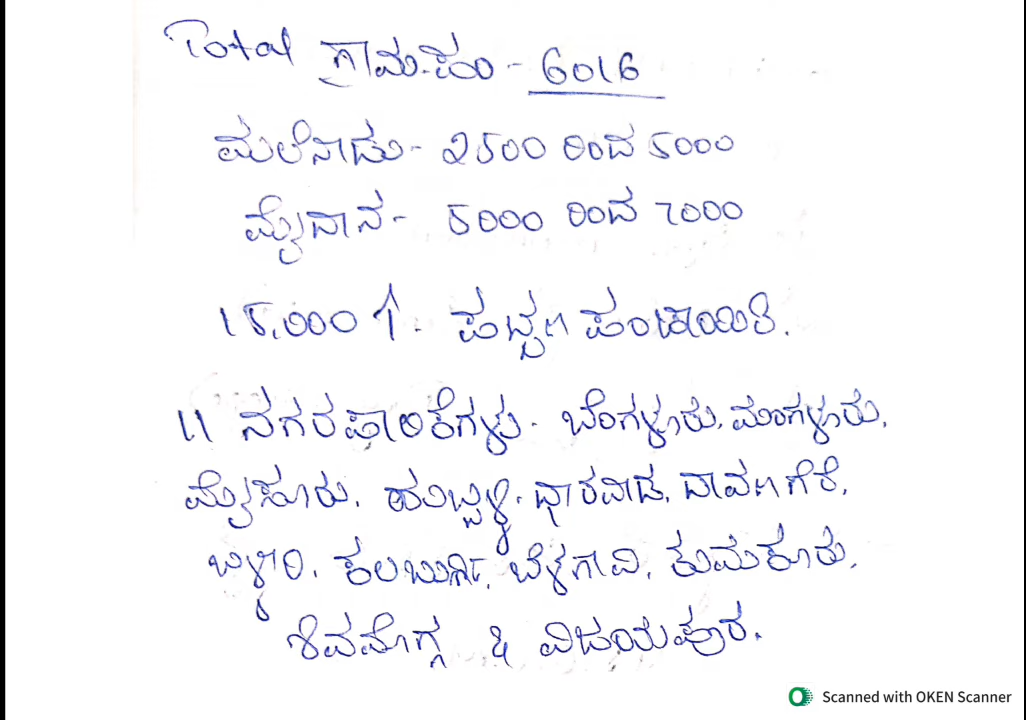 Total ಗ್ರಾಮ.ಪಂ - 6016
ಮಲೆನಾಡು - 2500 ರಿಂದ 5000
ಮೈದಾನ - 5000 ರಿಂದ 7000
15,000 ↑ - ಪಟ್ಟಣ ಪಂಚಾಯಿತಿ.
11 ನಗರಪಾಲಿಕೆಗಳು - ಬೆಂಗಳೂರು, ಮಂಗಳೂರು,
ಮೈಸೂರು, ಹುಬ್ಬಳ್ಳಿ-ಧಾರವಾಡ, ದಾವಣಗೆರೆ,
ಬಳ್ಳಾರಿ, ಕಲಬುರ್ಗಿ, ಬೆಳಗಾವಿ, ತುಮಕೂರು,
ಶಿವಮೊಗ್ಗ & ವಿಜಯಪುರ.
Scanned with OKEN Scanner